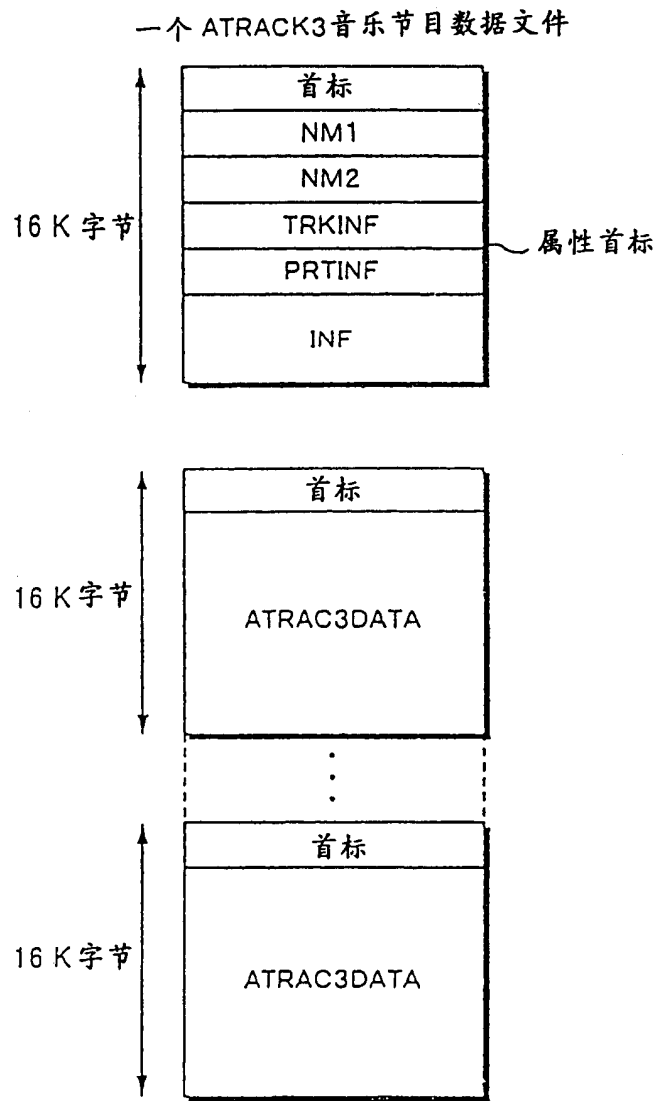 一个 ATRACK3音乐节目数据文件
首标
NM1
NM2
TRKINF
PRTINF
INF
16 K 字节
属性首标
首标
ATRAC3DATA
16 K 字节
首标
ATRAC3DATA
16 K 字节